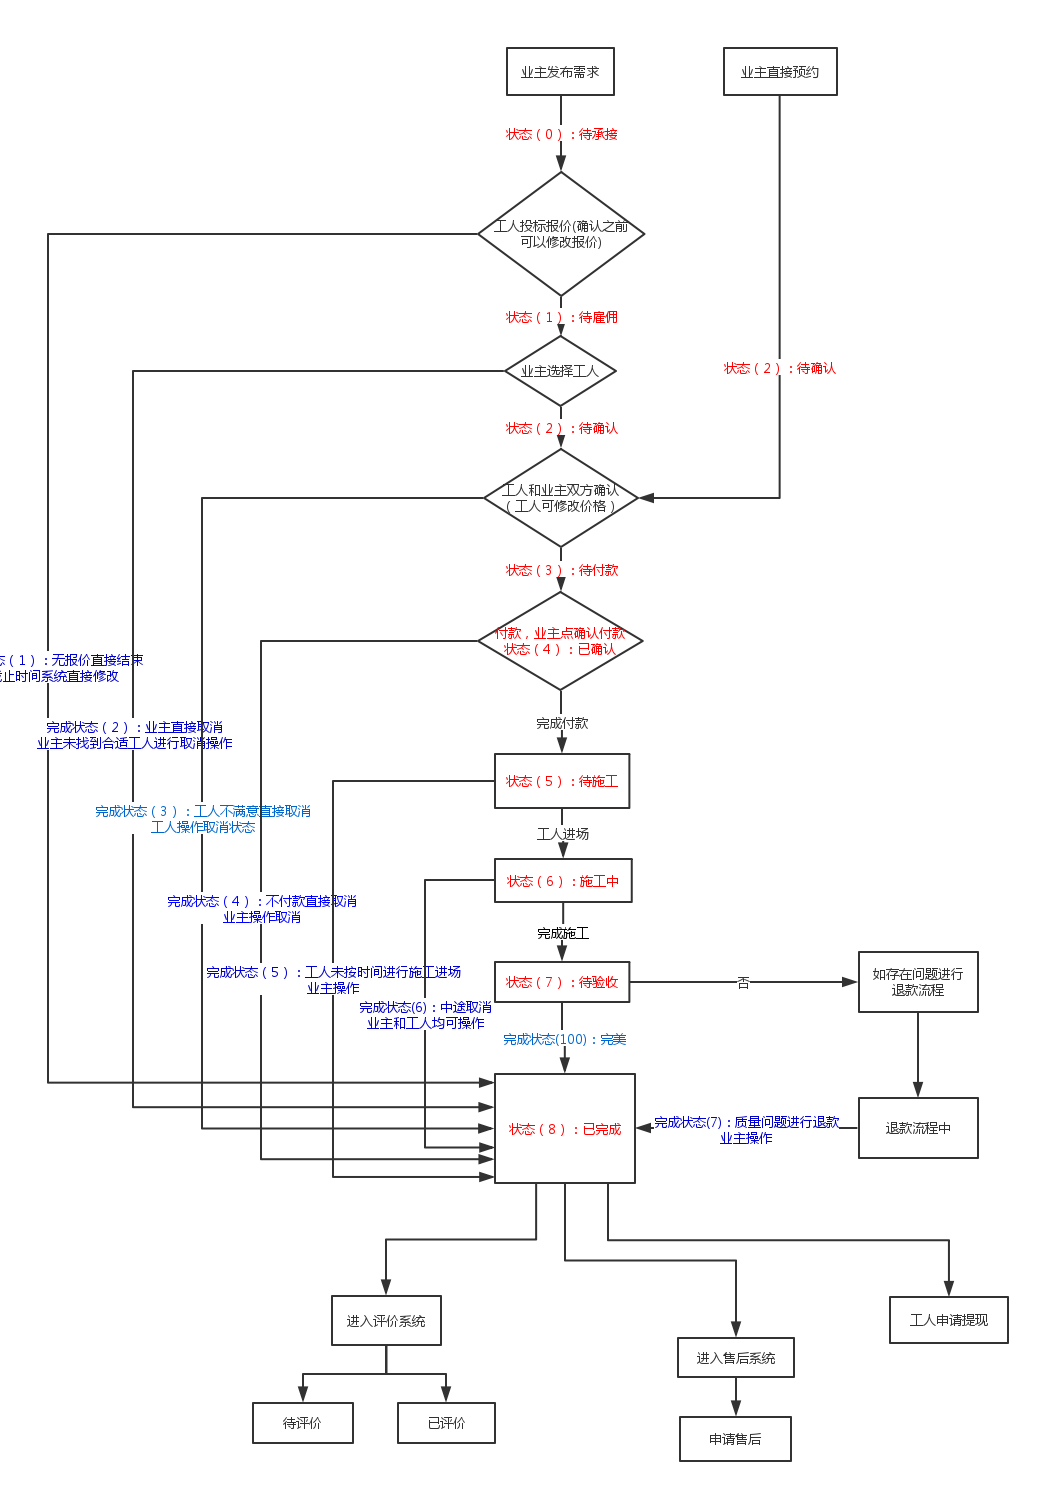 业主发布需求
业主直接预约
状态（0）：待承接
工人投标报价(确认之前
可以修改报价)
状态（1）：待雇佣
业主选择工人
状态（2）：待确认
状态（2）：待确认
工人和业主双方确认
（工人可修改价格）
状态（3）：待付款
付款，业主点确认付款
状态（4）：已确认
态（1）：无报价直接结束
止时间系统直接修改
完成付款
完成状态（2）：业主直接取消
业主未找到合适工人进行取消操作
状态（5）：待施工
完成状态（3）：工人不满意直接取消
工人操作取消状态
工人进场
状态（6）：施工中
完成状态（4）：不付款直接取消
业主操作取消
完成施工
完成状态（5）：工人未按时间进行施工进场
业主操作
状态（7）：待验收
否
如存在问题进行
退款流程
完成状态(6)：中途取消
业主和工人均可操作
完成状态(100)：完美
状态（8）：已完成
完成状态(7)：质量问题进行退款
业主操作
退款流程中
进入评价系统
工人申请提现
进入售后系统
待评价
已评价
申请售后